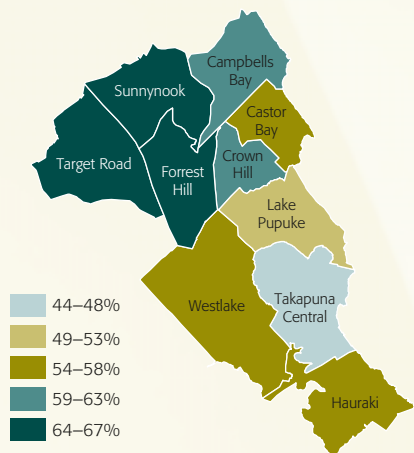 Campbells
Bay
Sunnynook
Castor
Bay
Target Road
Forrest
Hill
Crown
Hill
Lake
Pupuke
Westlake
Takapuna
Central
Hauraki
44–48%
49–53%
54–58%
59–63%
64–67%